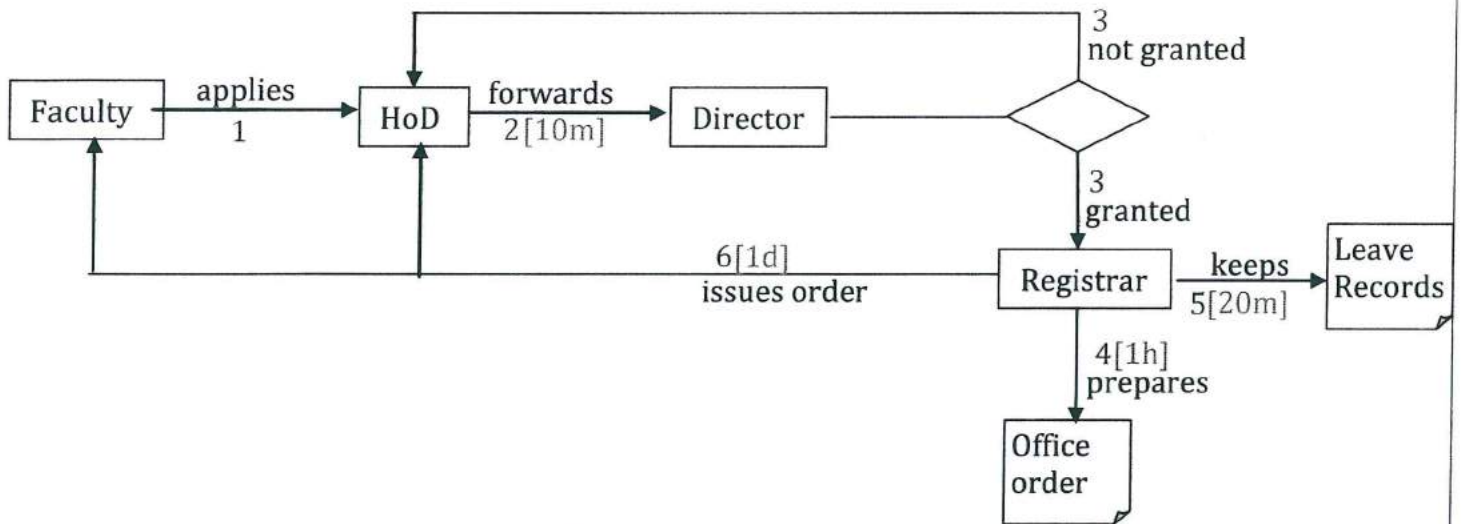 3
not granted
Faculty
applies
1
HoD
forwards
2[10m]
Director
3
granted
6[1d]
issues order
Registrar
keeps
5[20m]
Leave
Records
4[1h]
prepares
Office
order